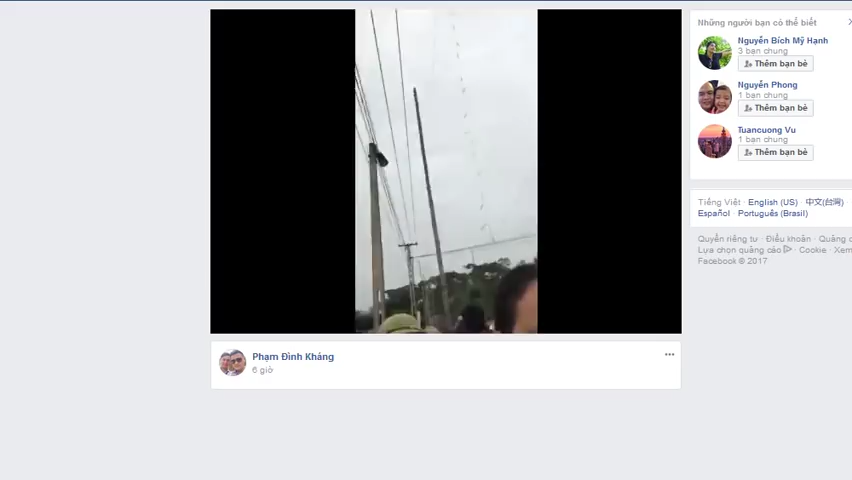 Những người bạn có thể biết
Nguyễn Bích Mỹ Hạnh
3 bạn chung
Thêm bạn bè
Nguyễn Phong
1 bạn chung
Thêm bạn bè
Tuancuong Vu
1 bạn chung
Thêm bạn bè
Tiếng Việt · English (US) · 中文(台灣) ·
Español · Português (Brasil)
Quyền riêng tư · Điều khoản · Quảng c
Lựa chọn quảng cáo · Cookie · Xem
Facebook © 2017
Phạm Đình Kháng
6 giờ